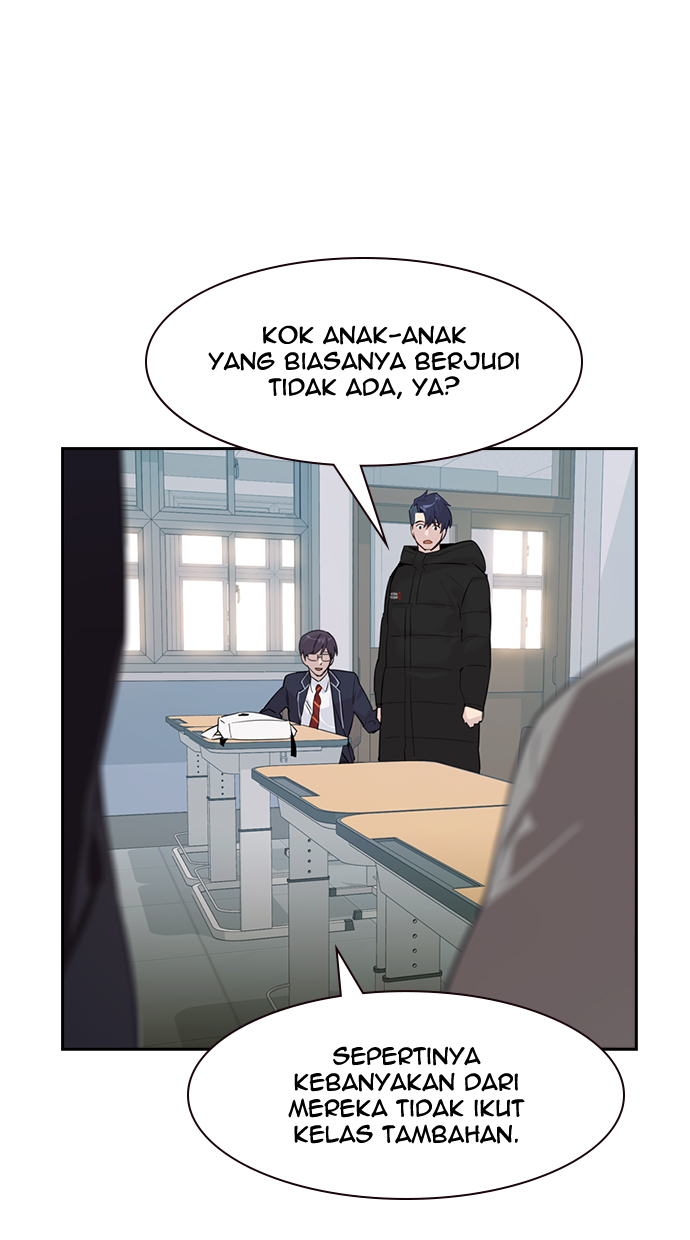 KOK ANAK-ANAK
YANG BIASANYA BERJUDI
TIDAK ADA, YA?
SEPERTINYA
KEBANYAKAN DARI
MEREKA TIDAK IKUT
KELAS TAMBAHAN.